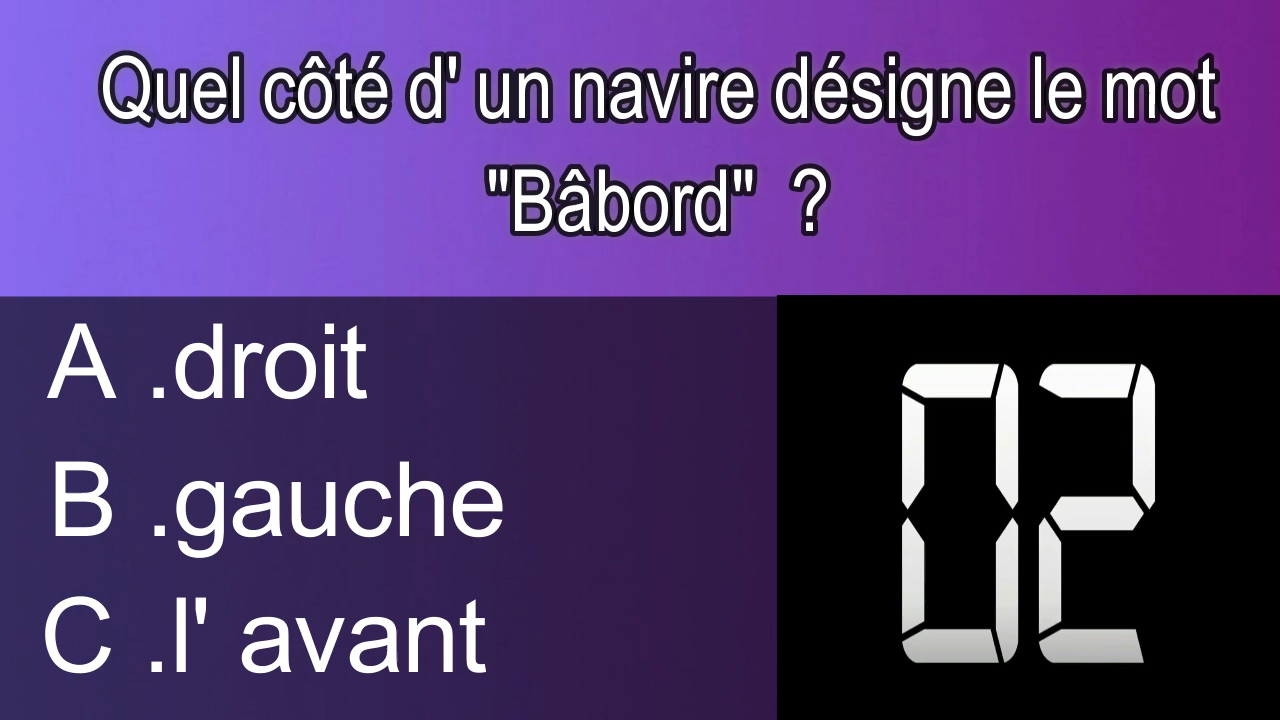 Quel côté d' un navire désigne le mot
"Bâbord" ?
A .droit
B .gauche
C .l' avant
02